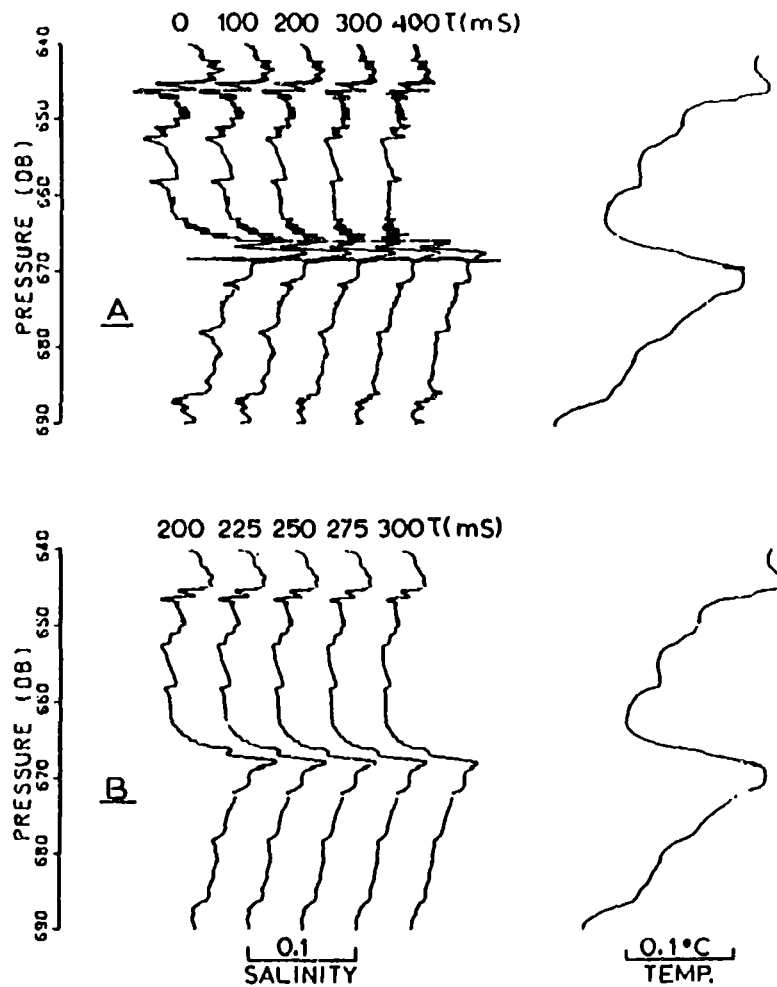 0 100 200 300 400 T(mS)
640
650
660
670
680
690
PRESSURE (DB)
A
200 225 250 275 300 T(mS)
640
650
660
670
680
690
PRESSURE (DB)
B
0.1
SALINITY
0.1°C
TEMP.